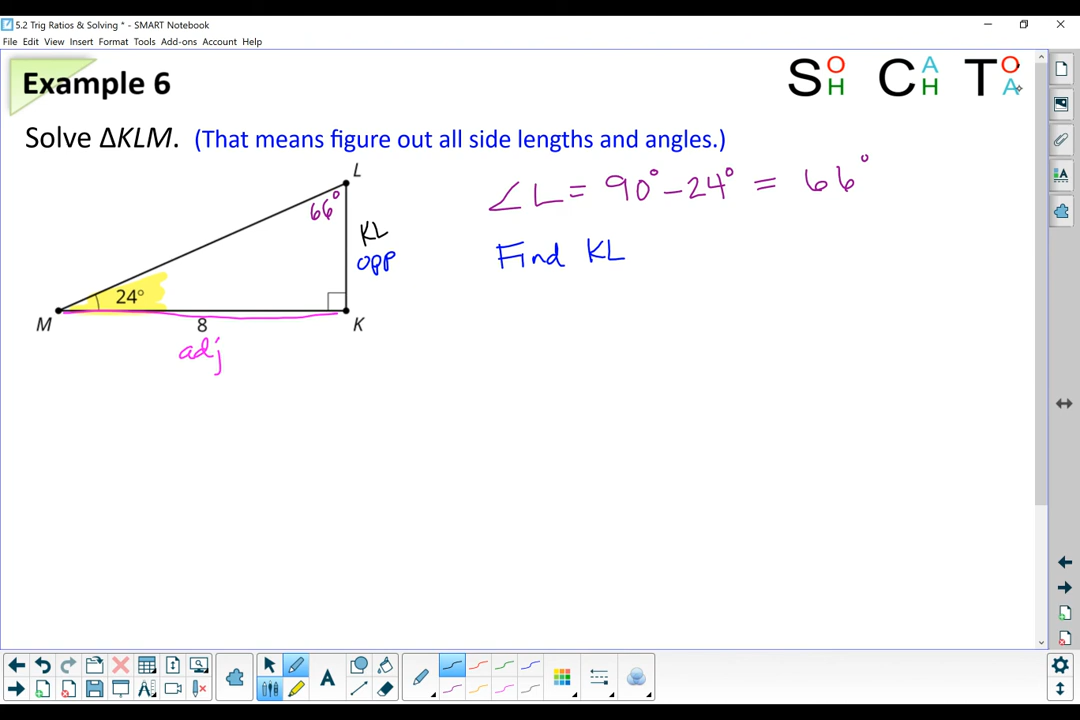 5.2 Trig Ratios & Solving * - SMART Notebook
File Edit View Insert Format Tools Add-ons Account Help
Example 6
S O H C A H T O A
Solve ΔKLM. (That means figure out all side lengths and angles.)
∠L = 90° - 24° = 66°
Find KL
L
66°
KL
opp
24°
M
8
K
adj